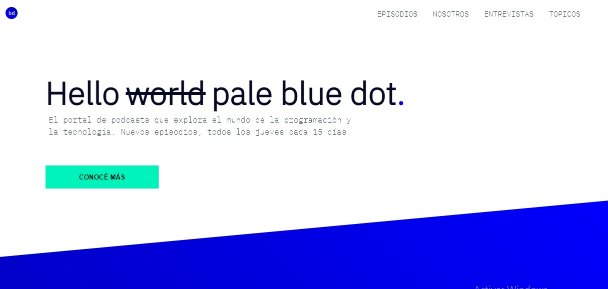 bd
EPISODIOS NOSOTROS ENTREVISTAS TOPICOS
Hello world pale blue dot.
El portal de podcasts que explora el mundo de la programación y
la tecnología. Nuevos episodios, todos los jueves cada 15 días.
CONOCÉ MÁS
Activar Windows